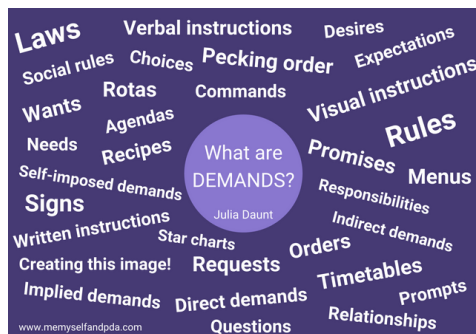 Laws
Verbal instructions
Desires
Social rules
Choices
Pecking order
Expectations
Wants
Rotas
Commands
Visual instructions
Agendas
Rules
Needs
Recipes
What are
DEMANDS?
Julia Daunt
Promises
Menus
Self-imposed demands
Responsibilities
Signs
Indirect demands
Written instructions
Star charts
Orders
Creating this image!
Requests
Timetables
Implied demands
Direct demands
Prompts
Relationships
www.memyselfandpda.com
Questions